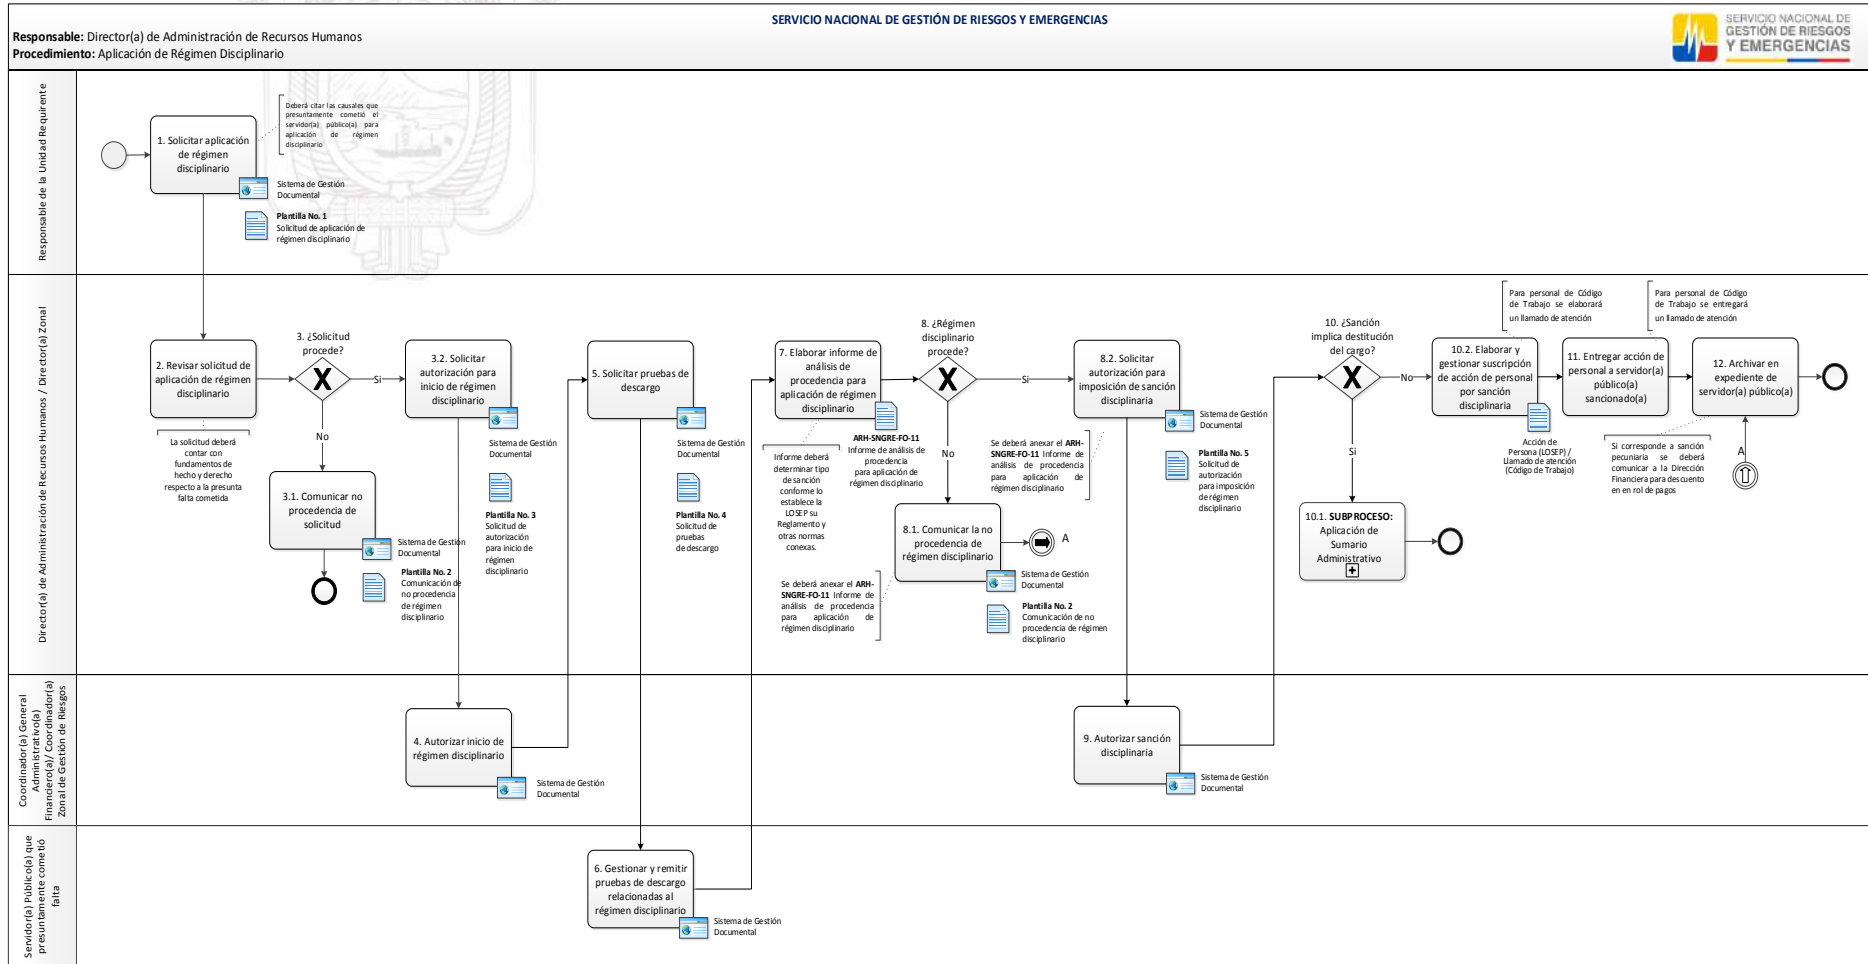 SERVICIO NACIONAL DE GESTIÓN DE RIESGOS Y EMERGENCIAS
Responsable: Director(a) de Administración de Recursos Humanos
Procedimiento: Aplicación de Régimen Disciplinario
SERVICIO NACIONAL DE
GESTIÓN DE RIESGOS
Y EMERGENCIAS
Responsable de la Unidad Requirente
1. Solicitar aplicación
de régimen
disciplinario
Deberá citar las causales que
presuntamente cometió el
servidor(a) público(a) para
aplicación de régimen
disciplinario
Sistema de Gestión
Documental
Plantilla No. 1
Solicitud de aplicación de
régimen disciplinario
Director(a) de Administración de Recursos Humanos / Director(a) Zonal
2. Revisar solicitud de
aplicación de régimen
disciplinario
La solicitud deberá
contar con
fundamentos de
hecho y derecho
respecto a la presunta
falta cometida
3. ¿Solicitud
procede?
X
Si
No
3.1. Comunicar no
procedencia de
solicitud
Sistema de Gestión
Documental
Plantilla No. 2
Comunicación de
no procedencia
de régimen
disciplinario
3.2. Solicitar
autorización para
inicio de régimen
disciplinario
Sistema de Gestión
Documental
Plantilla No. 3
Solicitud de
autorización
para inicio de
régimen
disciplinario
5. Solicitar pruebas de
descargo
Sistema de Gestión
Documental
Plantilla No. 4
Solicitud de
pruebas
de descargo
7. Elaborar informe de
análisis de
procedencia para
aplicación de régimen
disciplinario
ARH-SNGRE-FO-11
Informe de análisis de
procedencia
para aplicación de
régimen disciplinario
Informe deberá
determinar tipo
de sanción
conforme lo
establece la
LOSEP su
Reglamento y
otras normas
conexas.
8. ¿Régimen
disciplinario
procede?
X
Si
No
8.1. Comunicar la no
procedencia de
régimen disciplinario
A
Se deberá anexar el ARH-
SNGRE-FO-11 Informe de
análisis de procedencia
para aplicación de
régimen disciplinario
Sistema de Gestión
Documental
Plantilla No. 2
Comunicación de no
procedencia de régimen
disciplinario
8.2. Solicitar
autorización para
imposición de sanción
disciplinaria
Se deberá anexar el ARH-
SNGRE-FO-11 Informe de
análisis de procedencia
para aplicación de
régimen disciplinario
Sistema de Gestión
Documental
Plantilla No. 5
Solicitud de
autorización
para imposición
de régimen
disciplinario
10. ¿Sanción
implica destitución
del cargo?
X
No
Si
10.1. SUBPROCESO:
Aplicación de
Sumario
Administrativo
Para personal de Código
de Trabajo se elaborará
un llamado de atención
10.2. Elaborar y
gestionar suscripción
de acción de personal
por sanción
disciplinaria
Acción de
Persona (LOSEP) /
Llamado de atención
(Código de Trabajo)
Para personal de Código
de Trabajo se entregará
un llamado de atención
11. Entregar acción de
personal a servidor(a)
público(a)
sancionado(a)
12. Archivar en
expediente de
servidor(a) público(a)
Si corresponde a sanción
pecuniaria se deberá
comunicar a la Dirección
Financiera para descuento
en en rol de pagos
A
Coordinador(a) General
Administrativo(a)
Financiero(a)/ Coordinador(a)
Zonal de Gestión de Riesgos
4. Autorizar inicio de
régimen disciplinario
Sistema de Gestión
Documental
9. Autorizar sanción
disciplinaria
Sistema de Gestión
Documental
Servidor(a) Público(a) que
presuntamente cometió
falta
6. Gestionar y remitir
pruebas de descargo
relacionadas al
régimen disciplinario
Sistema de Gestión
Documental